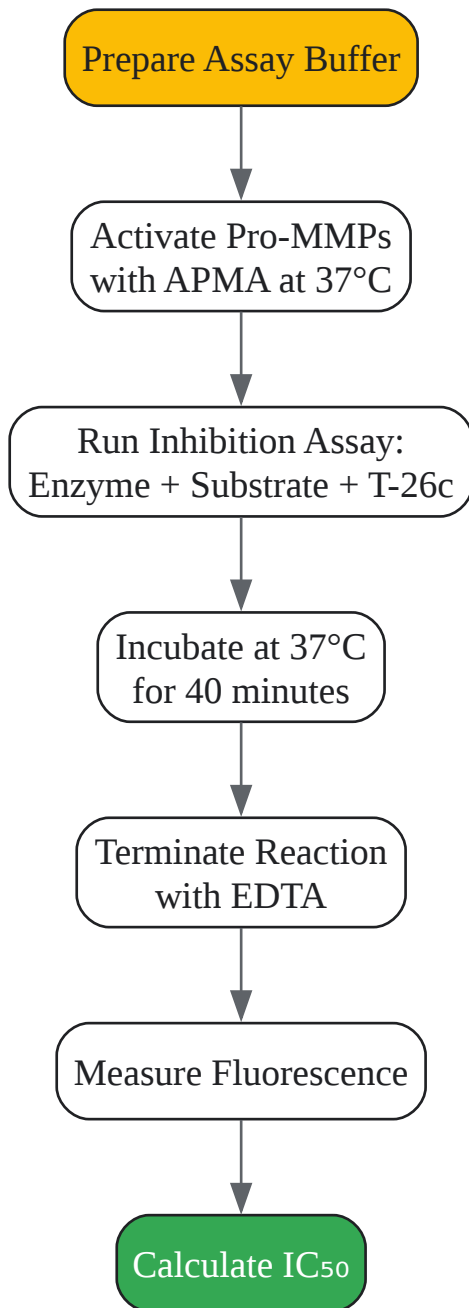 Prepare Assay Buffer
Activate Pro-MMPs
with APMA at 37°C
Run Inhibition Assay:
Enzyme + Substrate + T-26c
Incubate at 37°C
for 40 minutes
Terminate Reaction
with EDTA
Measure Fluorescence
Calculate IC₅₀